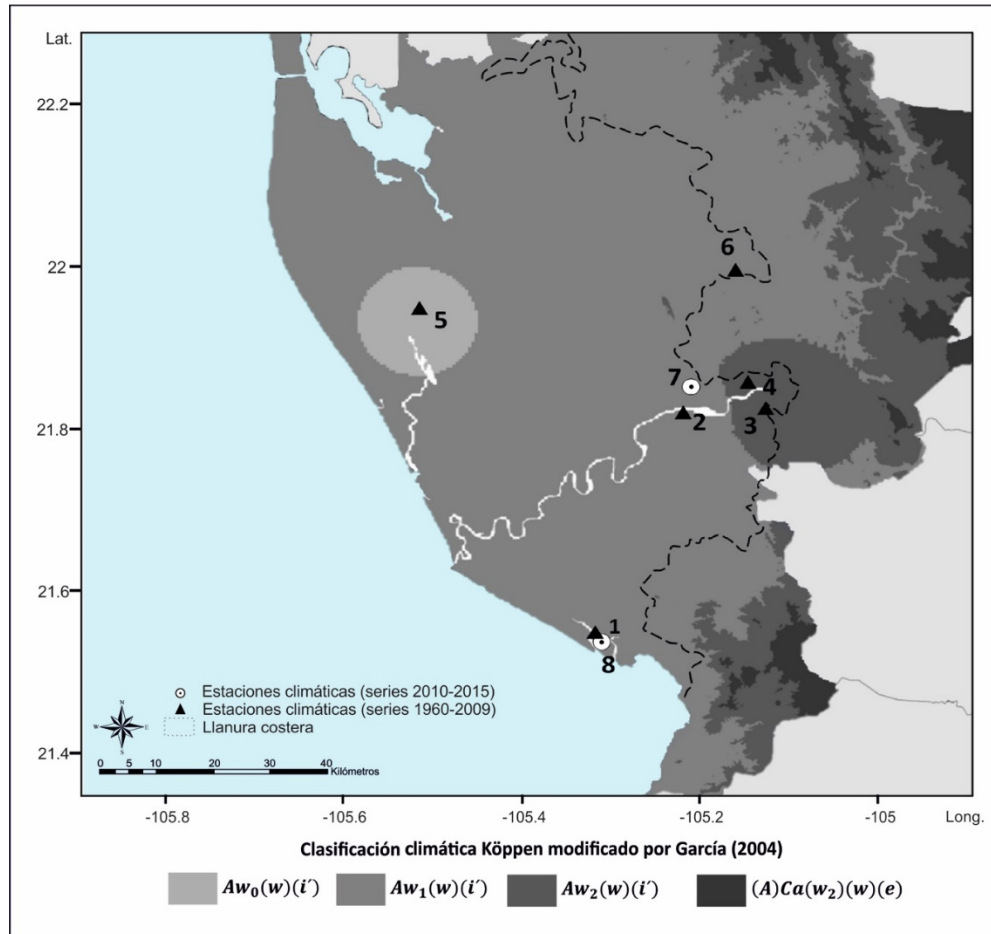 Lat.
22.2
22
21.8
21.6
21.4
6
5
7
4
2
3
1
8
N
W E
S
Estaciones climáticas (series 2010-2015)
Estaciones climáticas (series 1960-2009)
Llanura costera
0 5 10 20 30 40
Kilómetros
-105.8 -105.6 -105.4 -105.2 -105 Long.
Clasificación climática Köppen modificado por García (2004)
Aw₀(w)(i´) Aw₁(w)(i´) Aw₂(w)(i´) (A)Ca(w₂)(w)(e)